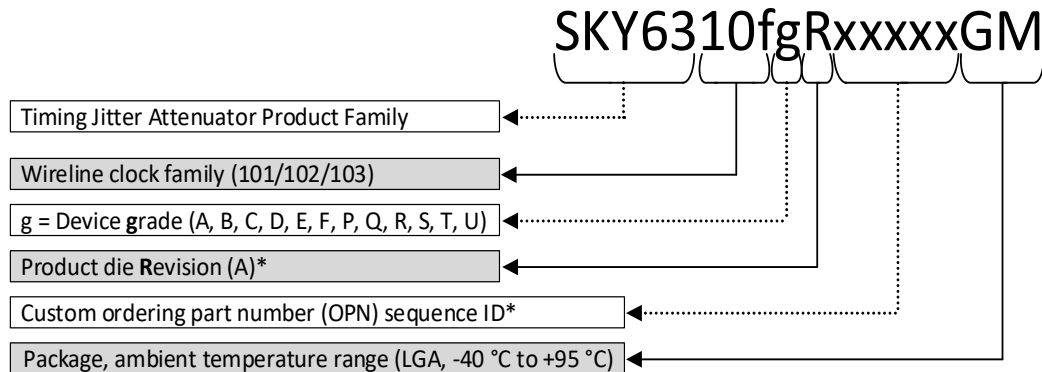 SKY6310fgRxxxxxGM
Timing Jitter Attenuator Product Family
Wireline clock family (101/102/103)
g = Device grade (A, B, C, D, E, F, P, Q, R, S, T, U)
Product die Revision (A)*
Custom ordering part number (OPN) sequence ID*
Package, ambient temperature range (LGA, -40 °C to +95 °C)